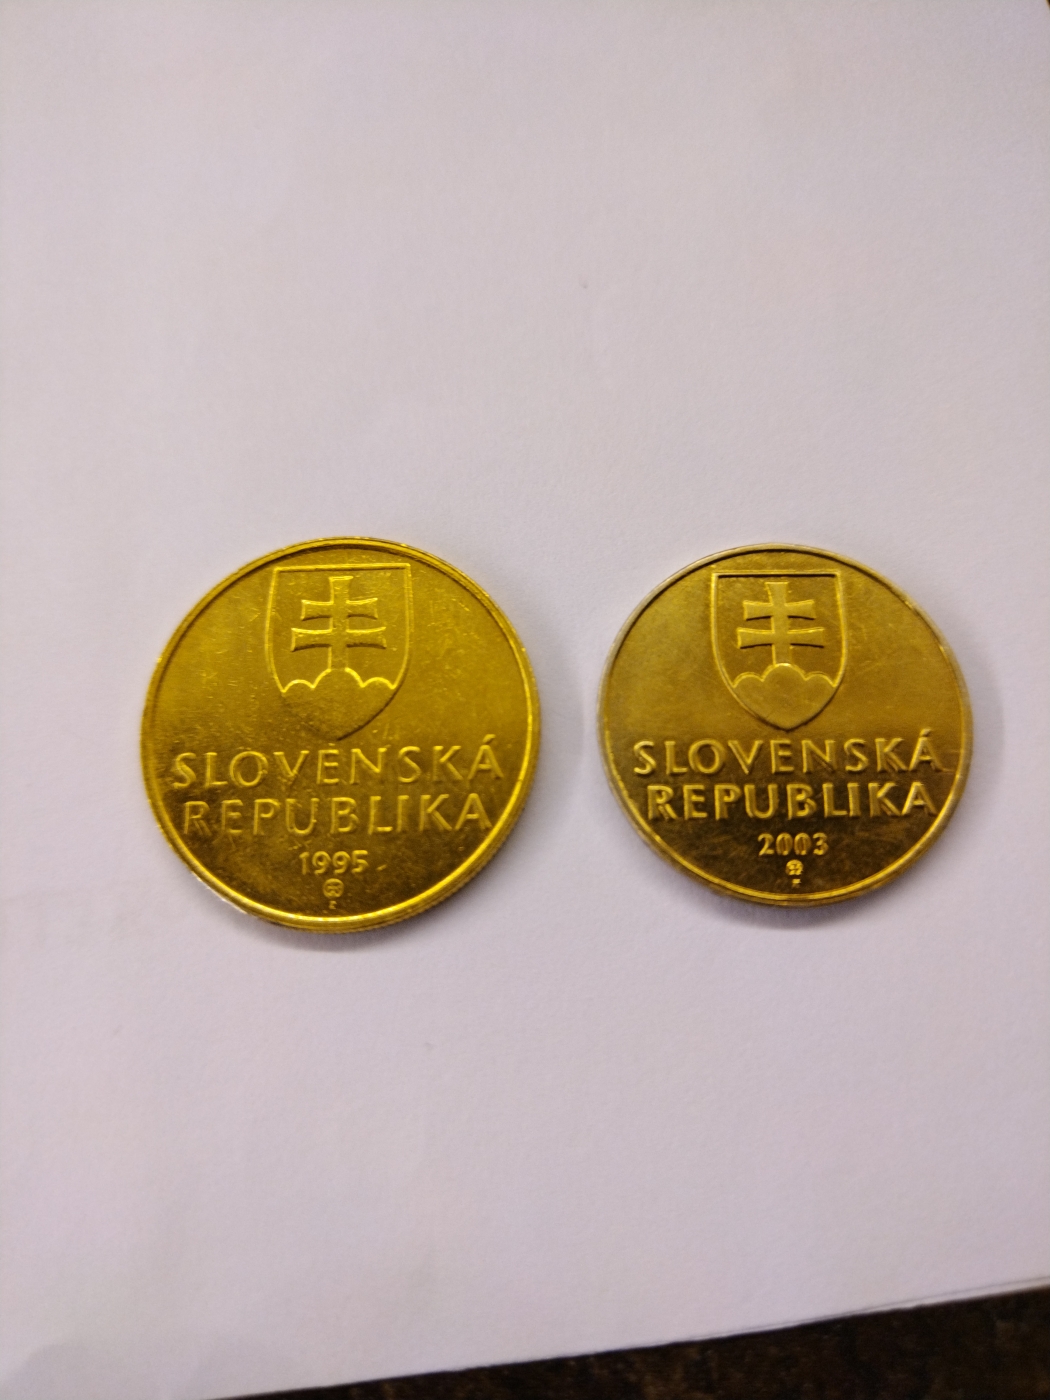 SLOVENSKÁ
REPUBLIKA
1995
SLOVENSKÁ
REPUBLIKA
2003